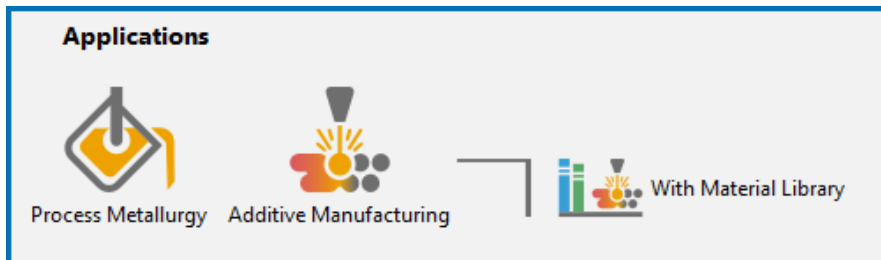 Applications
Process Metallurgy
Additive Manufacturing
With Material Library